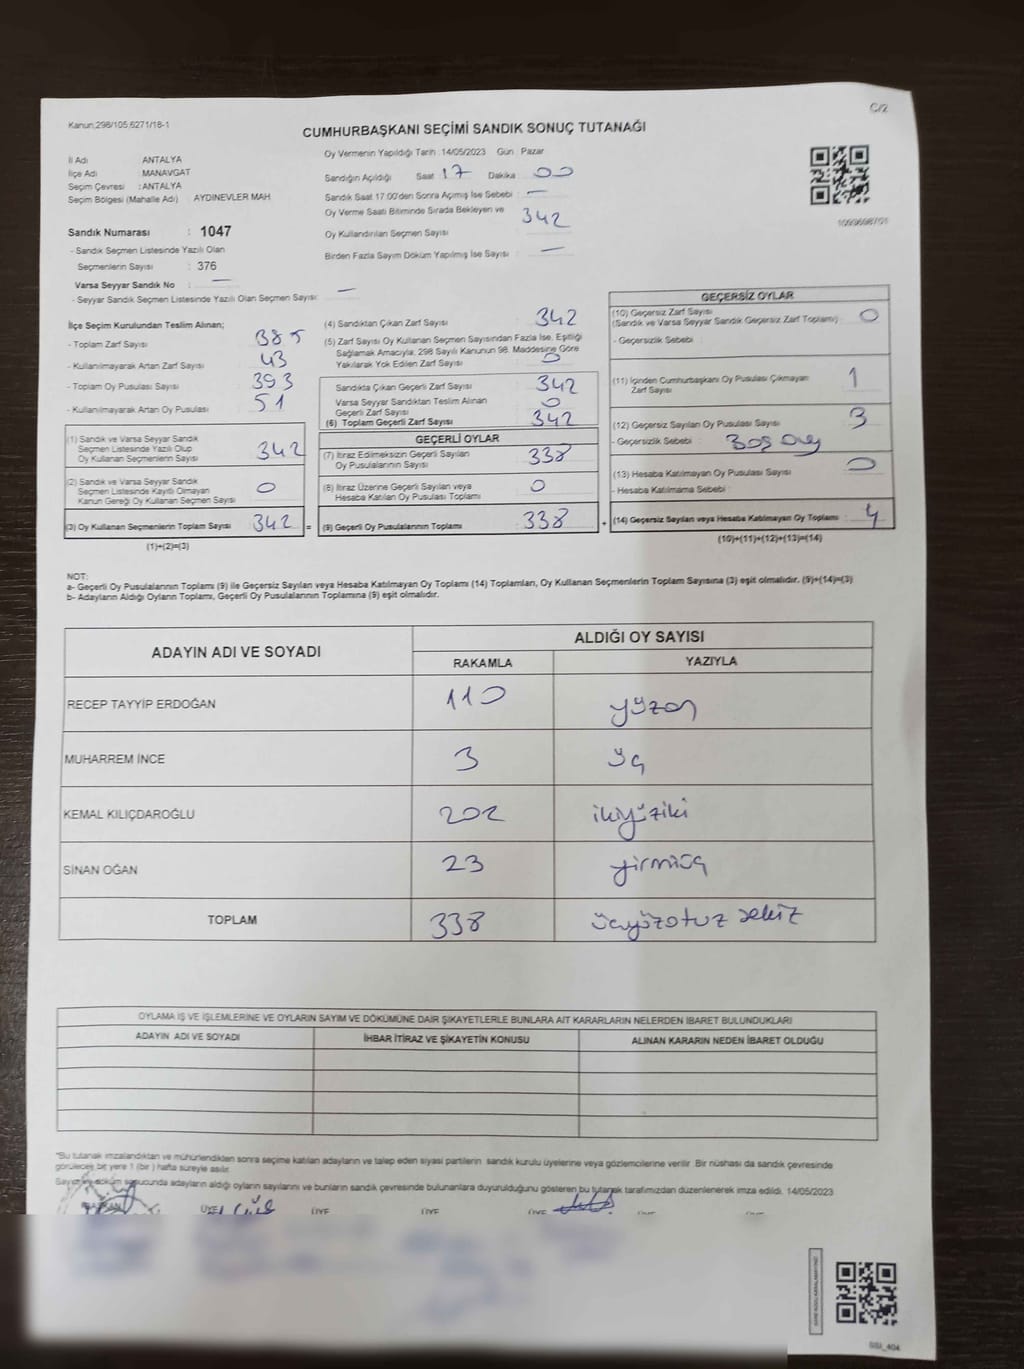 C/2
Kanun:298/105;6271/18-1
CUMHURBAŞKANI SEÇİMİ SANDIK SONUÇ TUTANAĞI
İl Adı ANTALYA
İlçe Adı MANAVGAT
Seçim Çevresi : ANTALYA
Seçim Bölgesi (Mahalle Adı) AYDINEVLER MAH
Sandık Numarası : 1047
- Sandık Seçmen Listesinde Yazılı Olan
Seçmenlerin Sayısı : 376
Varsa Seyyar Sandık No : —
- Seyyar Sandık Seçmen Listesinde Yazılı Olan Seçmen Sayısı: —
Oy Vermenin Yapıldığı Tarih :14/05/2023 Gün : Pazar
Sandığın Açıldığı Saat : 17 Dakika : 00
Sandık Saat 17:00'den Sonra Açılmış İse Sebebi : —
Oy Verme Saati Bitiminde Sırada Bekleyen ve
Oy Kullandırılan Seçmen Sayısı : 342
Birden Fazla Sayım Döküm Yapılmış İse Sayısı : —
1099698701
İlçe Seçim Kurulundan Teslim Alınan;
- Toplam Zarf Sayısı : 385
- Kullanılmayarak Artan Zarf Sayısı : 43
- Toplam Oy Pusulası Sayısı : 393
- Kullanılmayarak Artan Oy Pusulası : 51
(1) Sandık ve Varsa Seyyar Sandık
Seçmen Listesinde Yazılı Olup
Oy Kullanan Seçmenlerin Sayısı : 342
(2) Sandık ve Varsa Seyyar Sandık
Seçmen Listesinde Kayıtlı Olmayan
Kanun Gereği Oy Kullanan Seçmen Sayısı : 0
(3) Oy Kullanan Seçmenlerin Toplam Sayısı : 342 =
(1)+(2)=(3)
(4) Sandıktan Çıkan Zarf Sayısı : 342
(5) Zarf Sayısı Oy Kullanan Seçmen Sayısından Fazla İse, Eşitliği
Sağlamak Amacıyla, 298 Sayılı Kanunun 98. Maddesine Göre
Yakılarak Yok Edilen Zarf Sayısı : 0
Sandıkta Çıkan Geçerli Zarf Sayısı : 342
Varsa Seyyar Sandıktan Teslim Alınan
Geçerli Zarf Sayısı : 0
(6) Toplam Geçerli Zarf Sayısı : 342
GEÇERLİ OYLAR
(7) İtiraz Edilmeksizin Geçerli Sayılan
Oy Pusulalarının Sayısı : 338
(8) İtiraz Üzerine Geçerli Sayılan veya
Hesaba Katılan Oy Pusulası Toplamı : 0
(9) Geçerli Oy Pusulalarının Toplamı : 338 +
GEÇERSİZ OYLAR
(10) Geçersiz Zarf Sayısı : 0
(Sandık ve Varsa Seyyar Sandık Geçersiz Zarf Toplamı)
- Geçersizlik Sebebi :
(11) İçinden Cumhurbaşkanı Oy Pusulası Çıkmayan
Zarf Sayısı : 1
(12) Geçersiz Sayılan Oy Pusulası Sayısı : 3
- Geçersizlik Sebebi : Boş Oy
(13) Hesaba Katılmayan Oy Pusulası Sayısı : 0
- Hesaba Katılmama Sebebi :
(14) Geçersiz Sayılan veya Hesaba Katılmayan Oy Toplamı : 4
(10)+(11)+(12)+(13)=(14)
NOT:
a- Geçerli Oy Pusulalarının Toplamı (9) ile Geçersiz Sayılan veya Hesaba Katılmayan Oy Toplamı (14) Toplamları, Oy Kullanan Seçmenlerin Toplam Sayısına (3) eşit olmalıdır. (9)+(14)=(3)
b- Adayların Aldığı Oyların Toplamı, Geçerli Oy Pusulalarının Toplamına (9) eşit olmalıdır.
ADAYIN ADI VE SOYADI ALDIĞI OY SAYISI
RAKAMLA YAZIYLA
RECEP TAYYİP ERDOĞAN 110 yüzon
MUHARREM İNCE 3 üç
KEMAL KILIÇDAROĞLU 202 ikiyüziki
SİNAN OĞAN 23 yirmiüç
TOPLAM 338 üçyüzotuz sekiz
OYLAMA İŞ VE İŞLEMLERİNE VE OYLARIN SAYIM VE DÖKÜMÜNE DAİR ŞİKAYETLERLE BUNLARA AİT KARARLARIN NELERDEN İBARET BULUNDUKLARI
ADAYIN ADI VE SOYADI İHBAR İTİRAZ VE ŞİKAYETİN KONUSU ALINAN KARARIN NEDEN İBARET OLDUĞU
*Bu tutanak imzalandıktan ve mühürlendikten sonra seçime katılan adayların ve talep eden siyasi partilerin sandık kurulu üyelerine veya gözlemcilerine verilir. Bir nüshası da sandık çevresinde
görülecek bir yere 1 (bir ) hafta süreyle asılır.
Sayım ve döküm sonucunda adayların aldığı oyların sayılarını ve bunların sandık çevresinde bulunanlara duyurulduğunu gösteren bu tutanak tarafımızdan düzenlenerek imza edildi. 14/05/2023
BAŞKAN ÜYE ÜYE ÜYE ÜYE ÜYE ÜYE
SSI_404